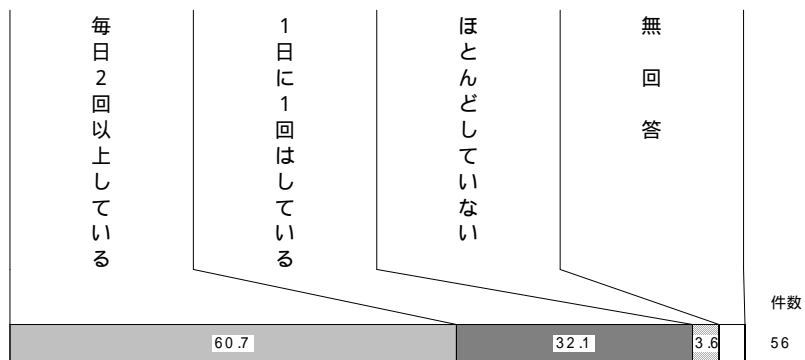 毎日2回以上している
1日に1回はしている
ほとんどしていない
無回答
件数
60.7
32.1
3.6
56